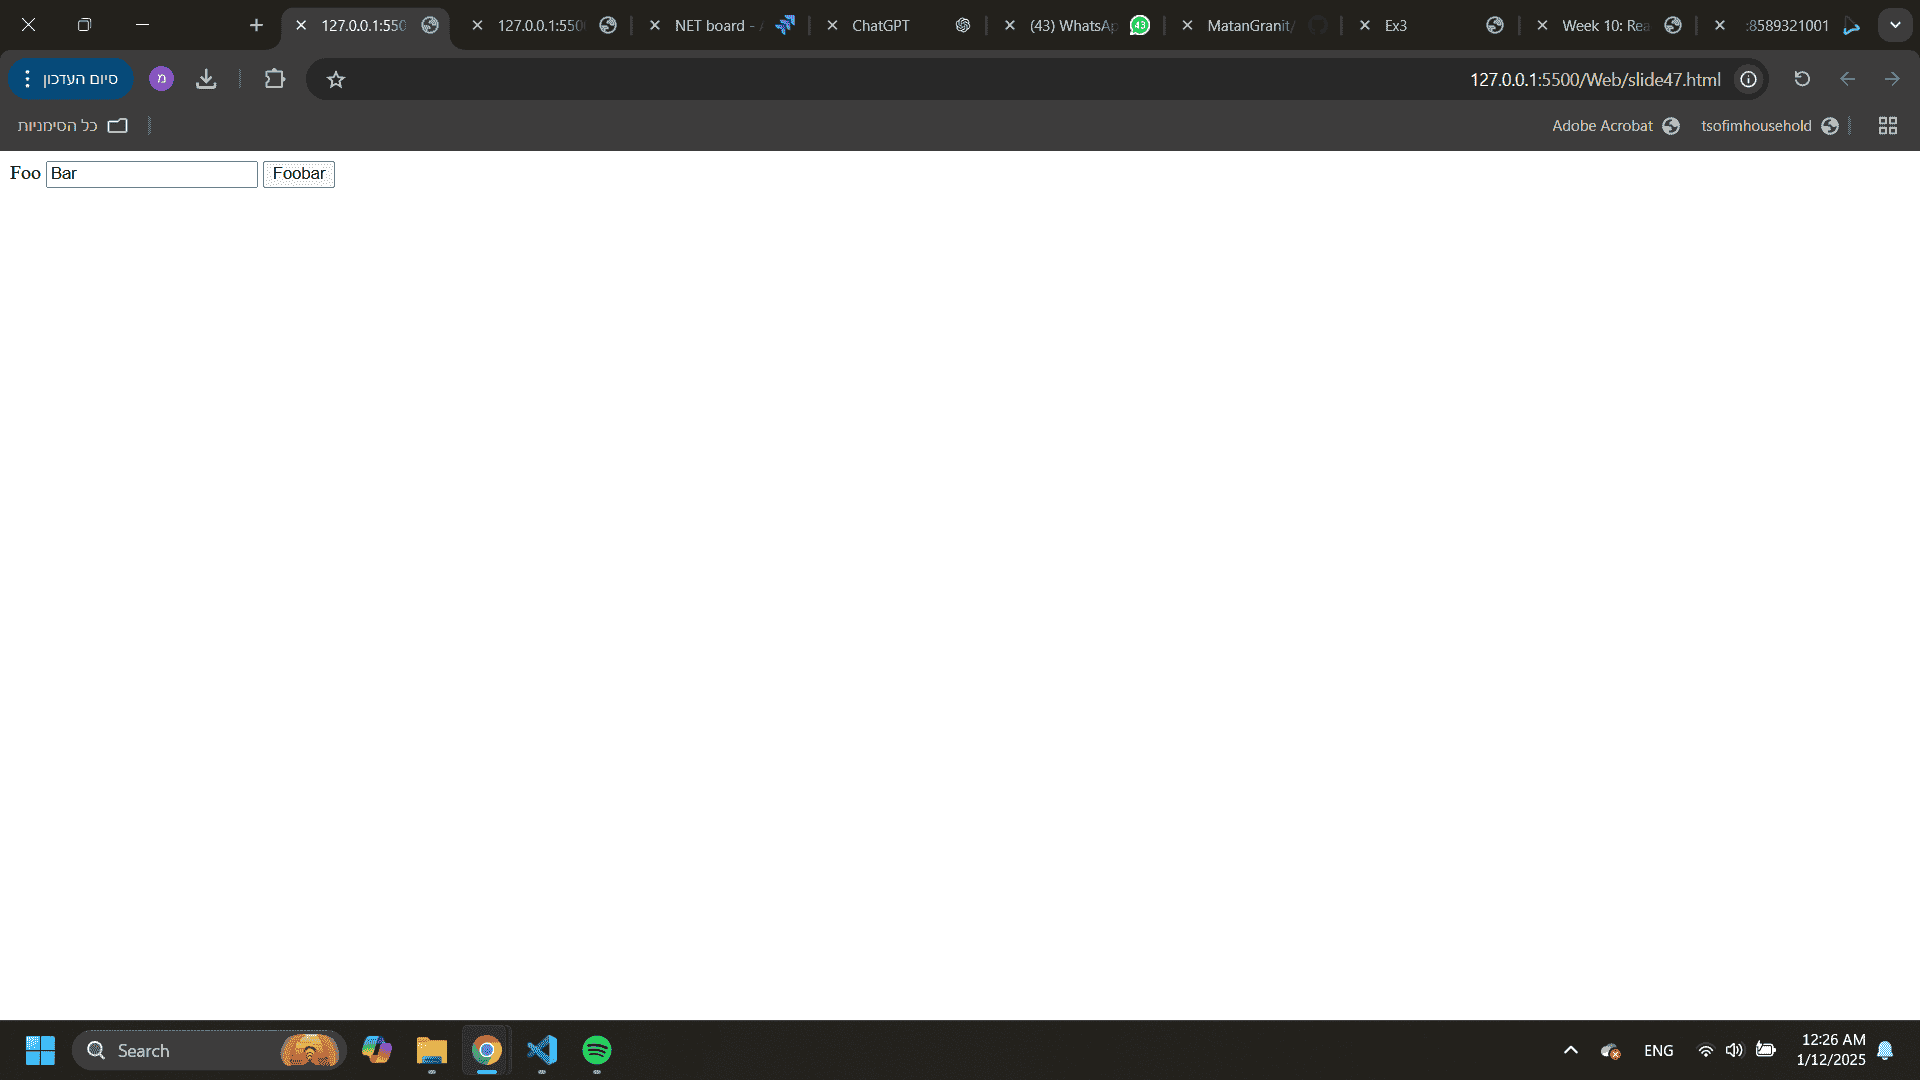 127.0.0.1:550
127.0.0.1:550
NET board -
ChatGPT
(43) WhatsAp
43
MatanGranit/
Ex3
Week 10: Rea
:8589321001
סיום העדכון
מ
127.0.0.1:5500/Web/slide47.html
כל הסימניות
Adobe Acrobat
tsofimhousehold
Foo Bar Foobar
Search
ENG
12:26 AM
1/12/2025